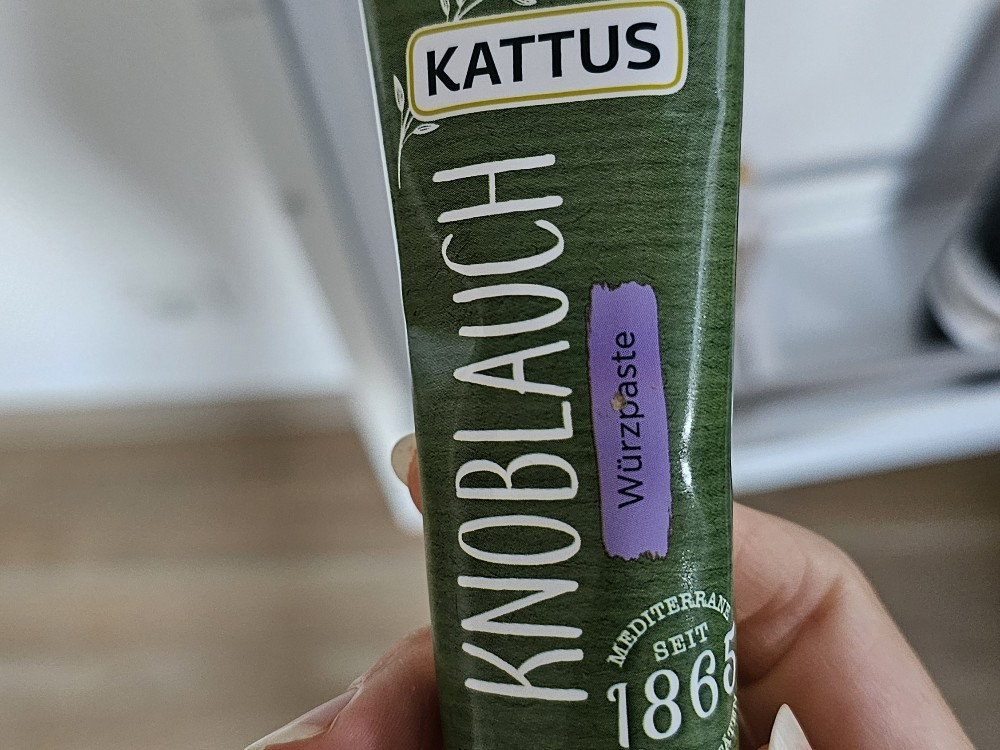 KATTUS
KNOBLAUCH
Würzpaste
MEDITERRANE
SEIT
1865